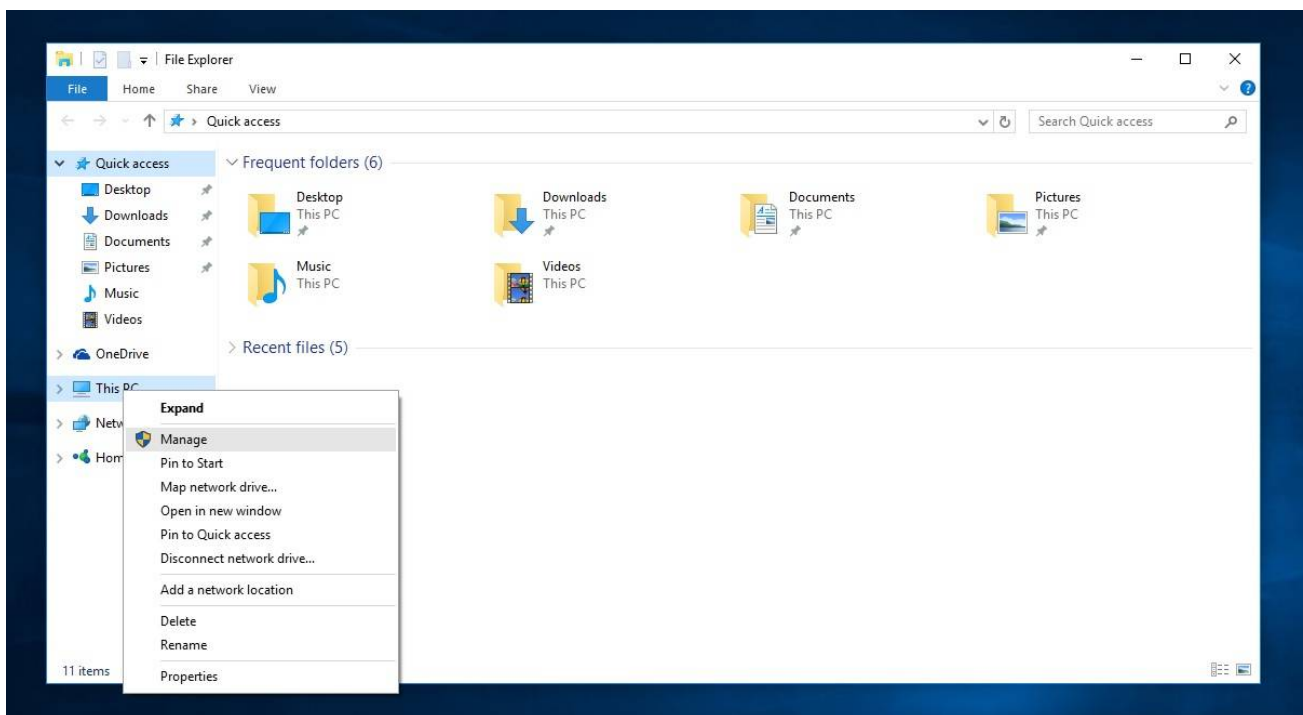 File Explorer
File Home Share View
Quick access
Search Quick access
Quick access
Desktop
Downloads
Documents
Pictures
Music
Videos
OneDrive
This PC
Netw
Hom
Frequent folders (6)
Desktop
This PC
Downloads
This PC
Documents
This PC
Pictures
This PC
Music
This PC
Videos
This PC
Recent files (5)
Expand
Manage
Pin to Start
Map network drive...
Open in new window
Pin to Quick access
Disconnect network drive...
Add a network location
Delete
Rename
Properties
11 items